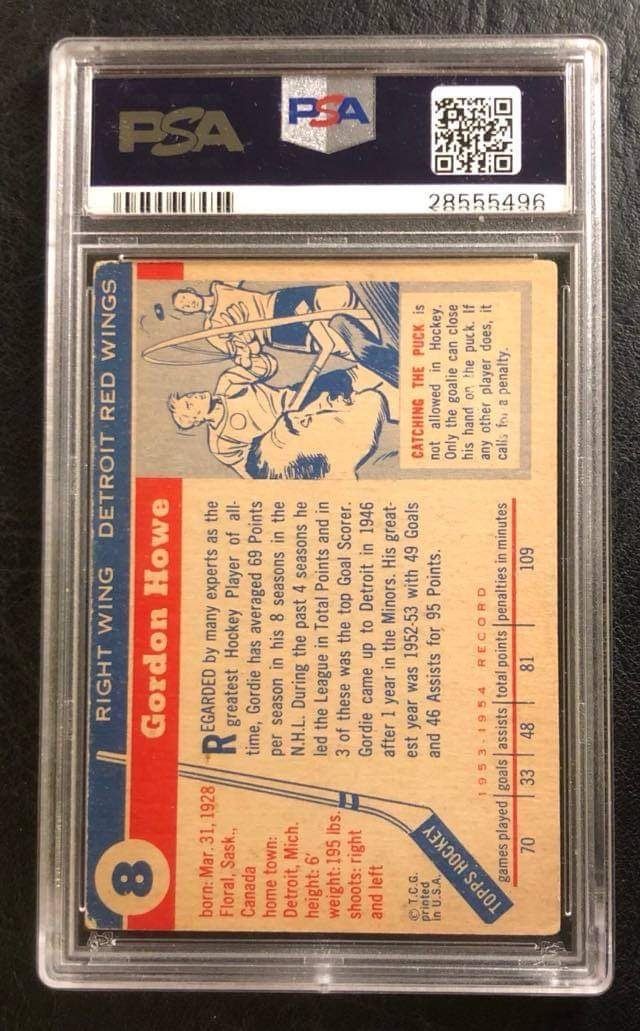 PSA
PSA
28555496
8
RIGHT WING DETROIT RED WINGS
Gordon Howe
born: Mar. 31, 1928
Floral, Sask.,
Canada
home town:
Detroit, Mich.
height: 6'
weight: 195 lbs.
shoots: right
and left
© T.C.G.
printed
in U.S.A.
TOPPS HOCKEY
REGARDED by many experts as the
greatest Hockey Player of all-
time, Gordie has averaged 69 Points
per season in his 8 seasons in the
N.H.L. During the past 4 seasons he
led the League in Total Points and in
3 of these was the top Goal Scorer.
Gordie came up to Detroit in 1946
after 1 year in the Minors. His great-
est year was 1952-53 with 49 Goals
and 46 Assists for 95 Points.
1953-1954 RECORD
games played goals assists total points penalties in minutes
70 33 48 81 109
CATCHING THE PUCK is
not allowed in Hockey.
Only the goalie can close
his hand on the puck. If
any other player does, it
calls for a penalty.